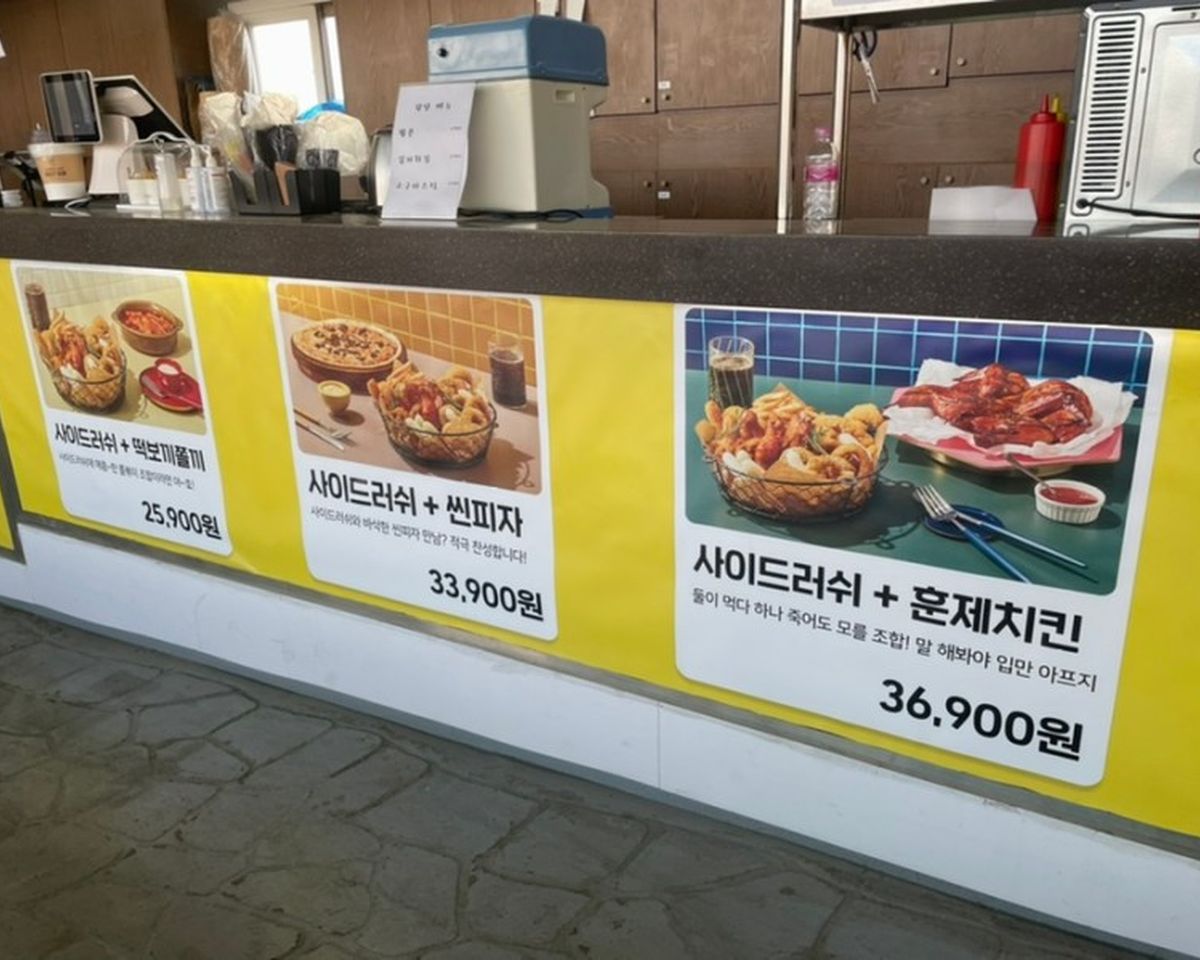 사이드러쉬 + 떡보끼쫄끼
25,900원
사이드러쉬 + 씬피자
사이드러쉬와 바삭한 씬피자 만남? 적극 찬성합니다!
33,900원
사이드러쉬 + 훈제치킨
둘이 먹다 하나 죽어도 모를 조합! 말 해봐야 입만 아프지
36,900원